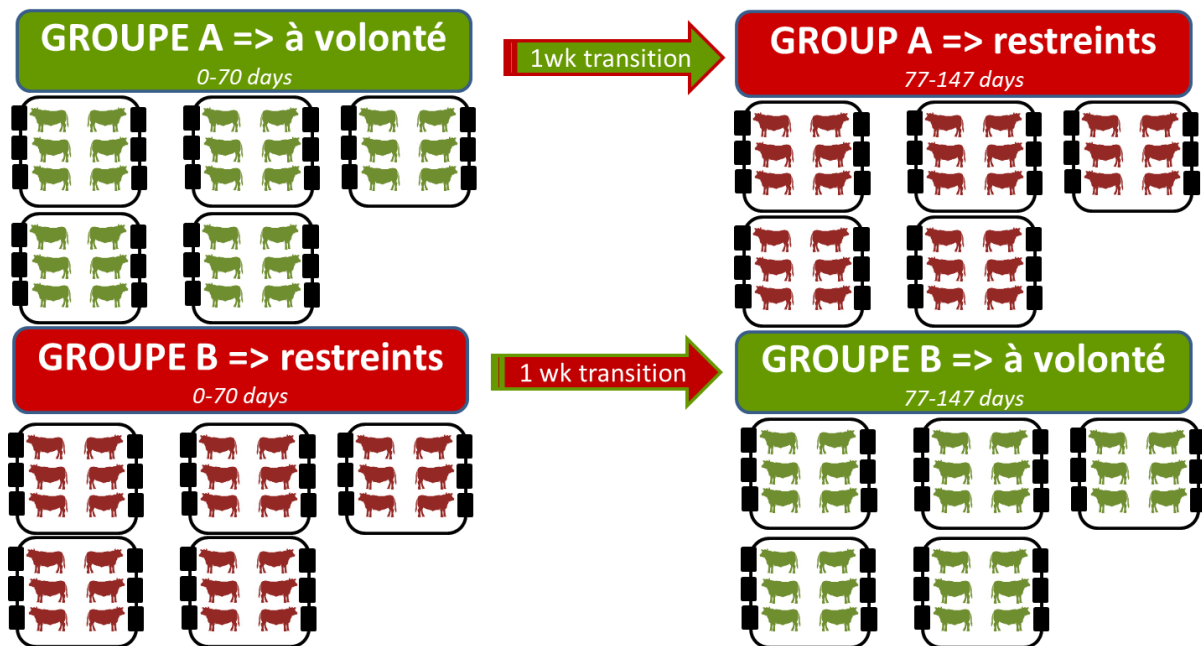 GROUPE A => à volonté
0-70 days
1wk transition
GROUP A => restreints
77-147 days
GROUPE B => restreints
0-70 days
1 wk transition
GROUPE B => à volonté
77-147 days